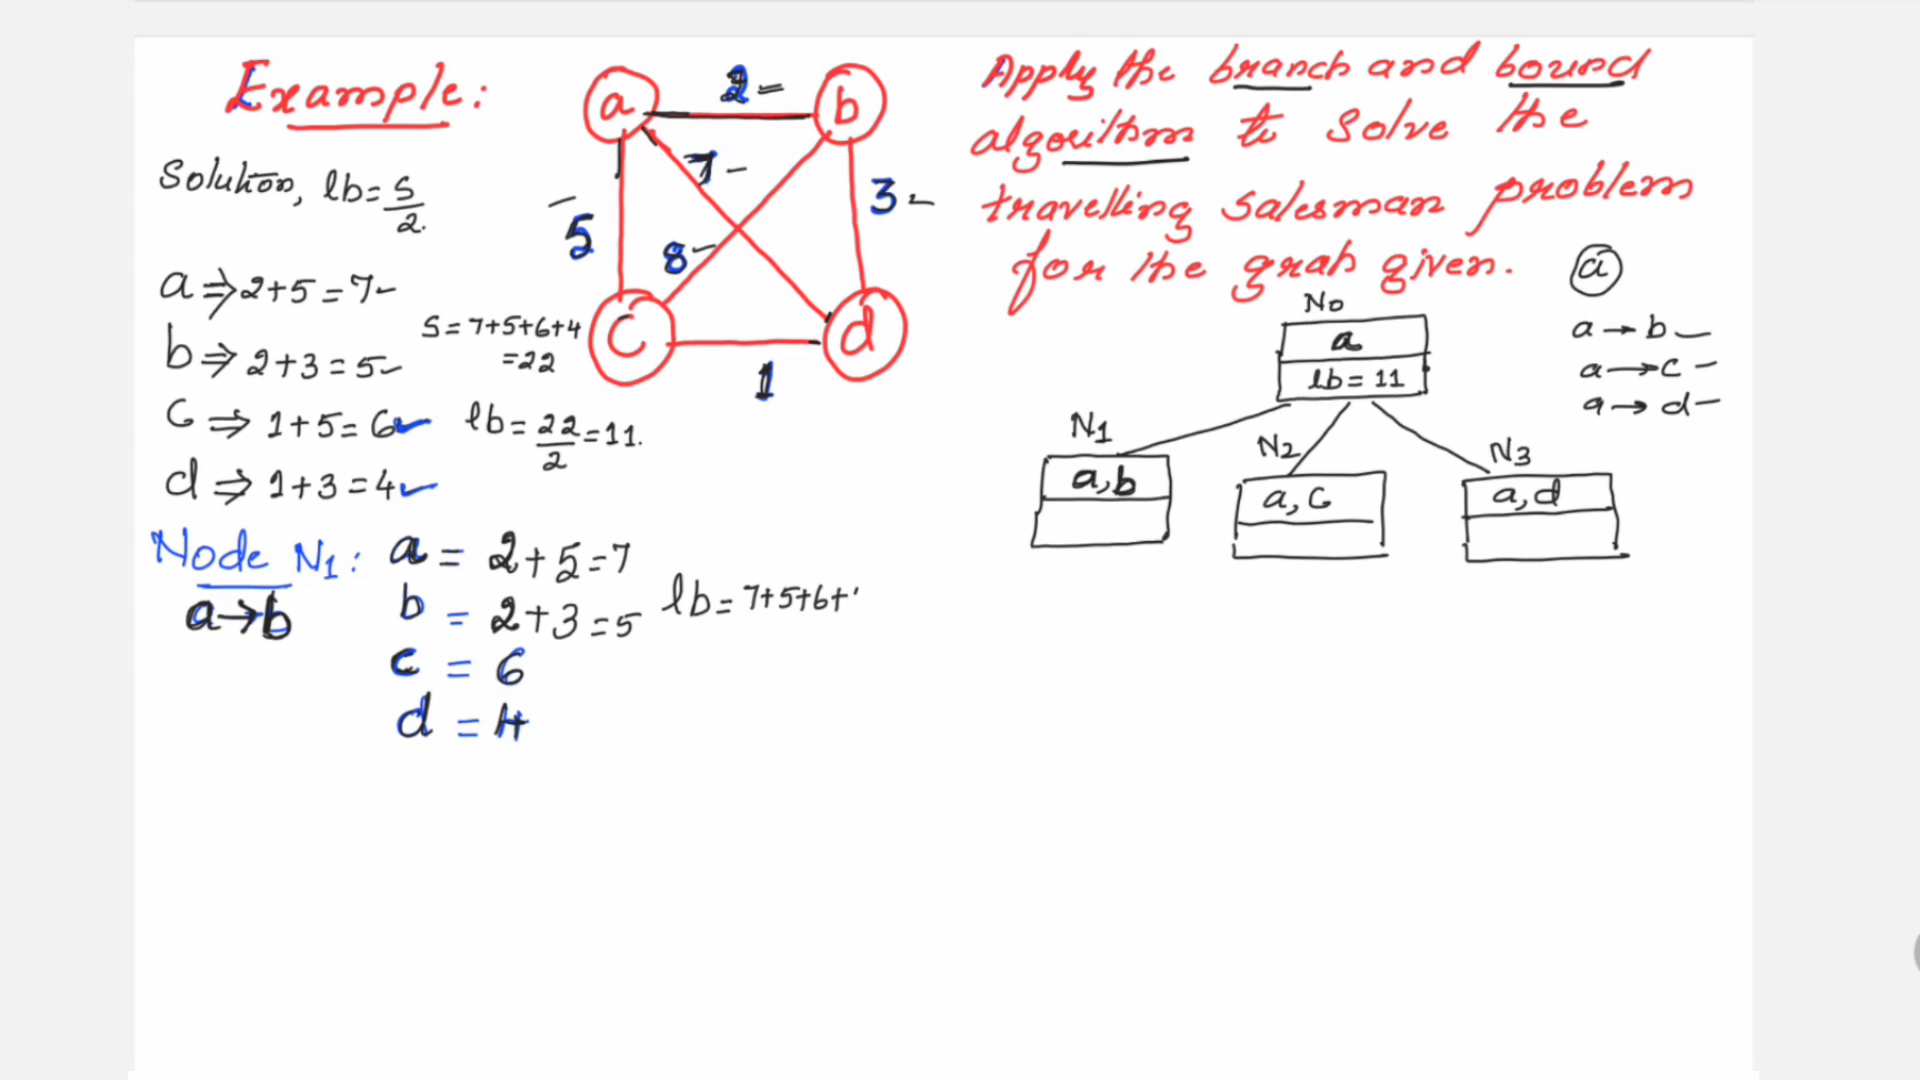 Example:
Solution, lb = S/2.
a ⇒ 2+5 = 7
b ⇒ 2+3 = 5
c ⇒ 1+5 = 6 ✓
d ⇒ 1+3 = 4 ✓
S = 7+5+6+4
= 22
lb = 22/2 = 11.
Node N1:
a → b
a = 2+5 = 7
b = 2+3 = 5
c = 6
d = 4
lb = 7+5+6+
a
2
b
7
3
5
8
c
d
1
Apply the branch and bound
algorithm to solve the
travelling salesman problem
for the grah given.
a
a → b
a → c
a → d
N0
a
lb = 11
N1
a,b
N2
a,c
N3
a,d